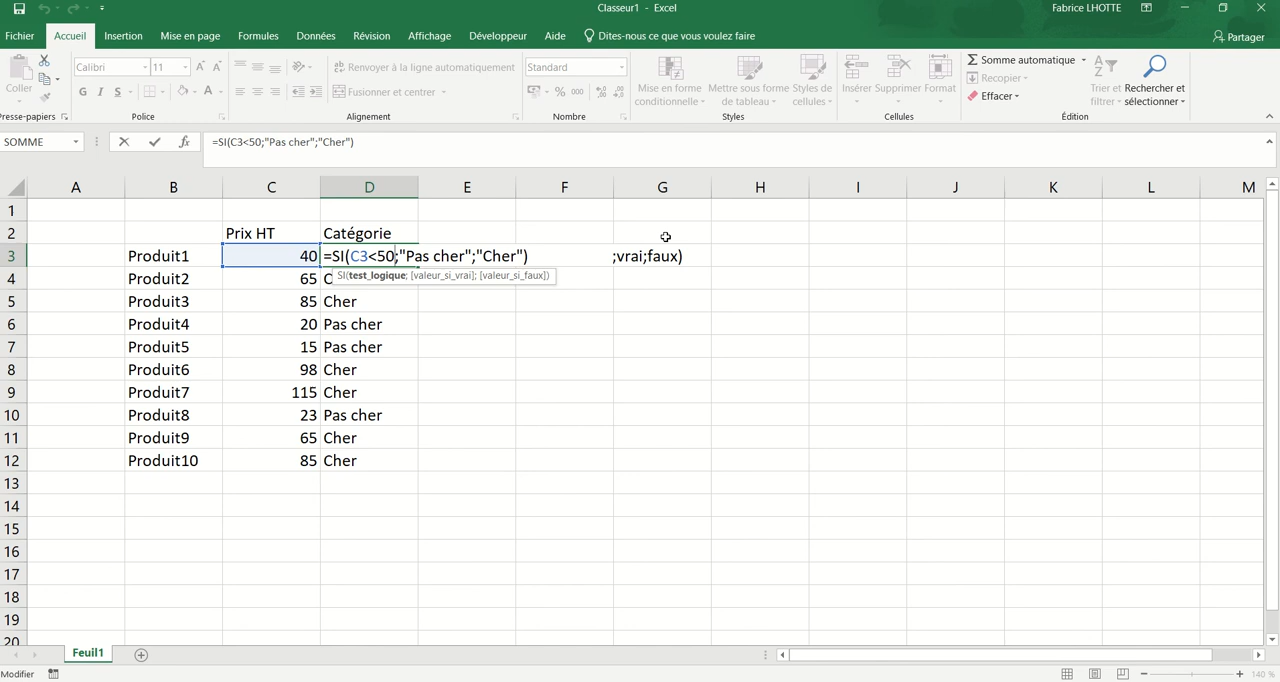 Classeur1 - Excel
Fabrice LHOTTE
Fichier Accueil Insertion Mise en page Formules Données Révision Affichage Développeur Aide Dites-nous ce que vous voulez faire Partager
Calibri 11 Renvoyer à la ligne automatiquement Standard Insérer Supprimer Format Somme automatique
Coller Mise en forme Mettre sous forme Styles de Recopier Trier et Rechercher et
G I S A Fusionner et centrer % 000 conditionnelle de tableau cellules Effacer filtrer sélectionner
Presse-papiers Police Alignement Nombre Styles Cellules Édition
SOMME fx =SI(C3<50;"Pas cher";"Cher")
A B C D E F G H I J K L M
1
2 Prix HT Catégorie
3 Produit1 40 =SI(C3<50;"Pas cher";"Cher") ;vrai;faux)
SI(test_logique; [valeur_si_vrai]; [valeur_si_faux])
4 Produit2 65 C
5 Produit3 85 Cher
6 Produit4 20 Pas cher
7 Produit5 15 Pas cher
8 Produit6 98 Cher
9 Produit7 115 Cher
10 Produit8 23 Pas cher
11 Produit9 65 Cher
12 Produit10 85 Cher
13
14
15
16
17
18
19
20
Feuil1
Modifier 140 %